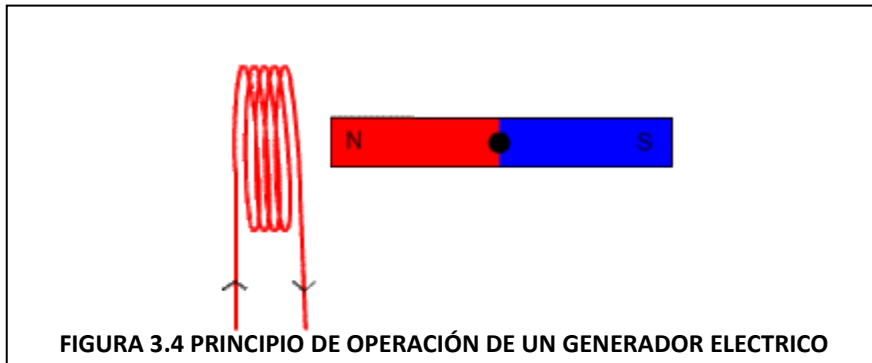 N S
FIGURA 3.4 PRINCIPIO DE OPERACIÓN DE UN GENERADOR ELECTRICO